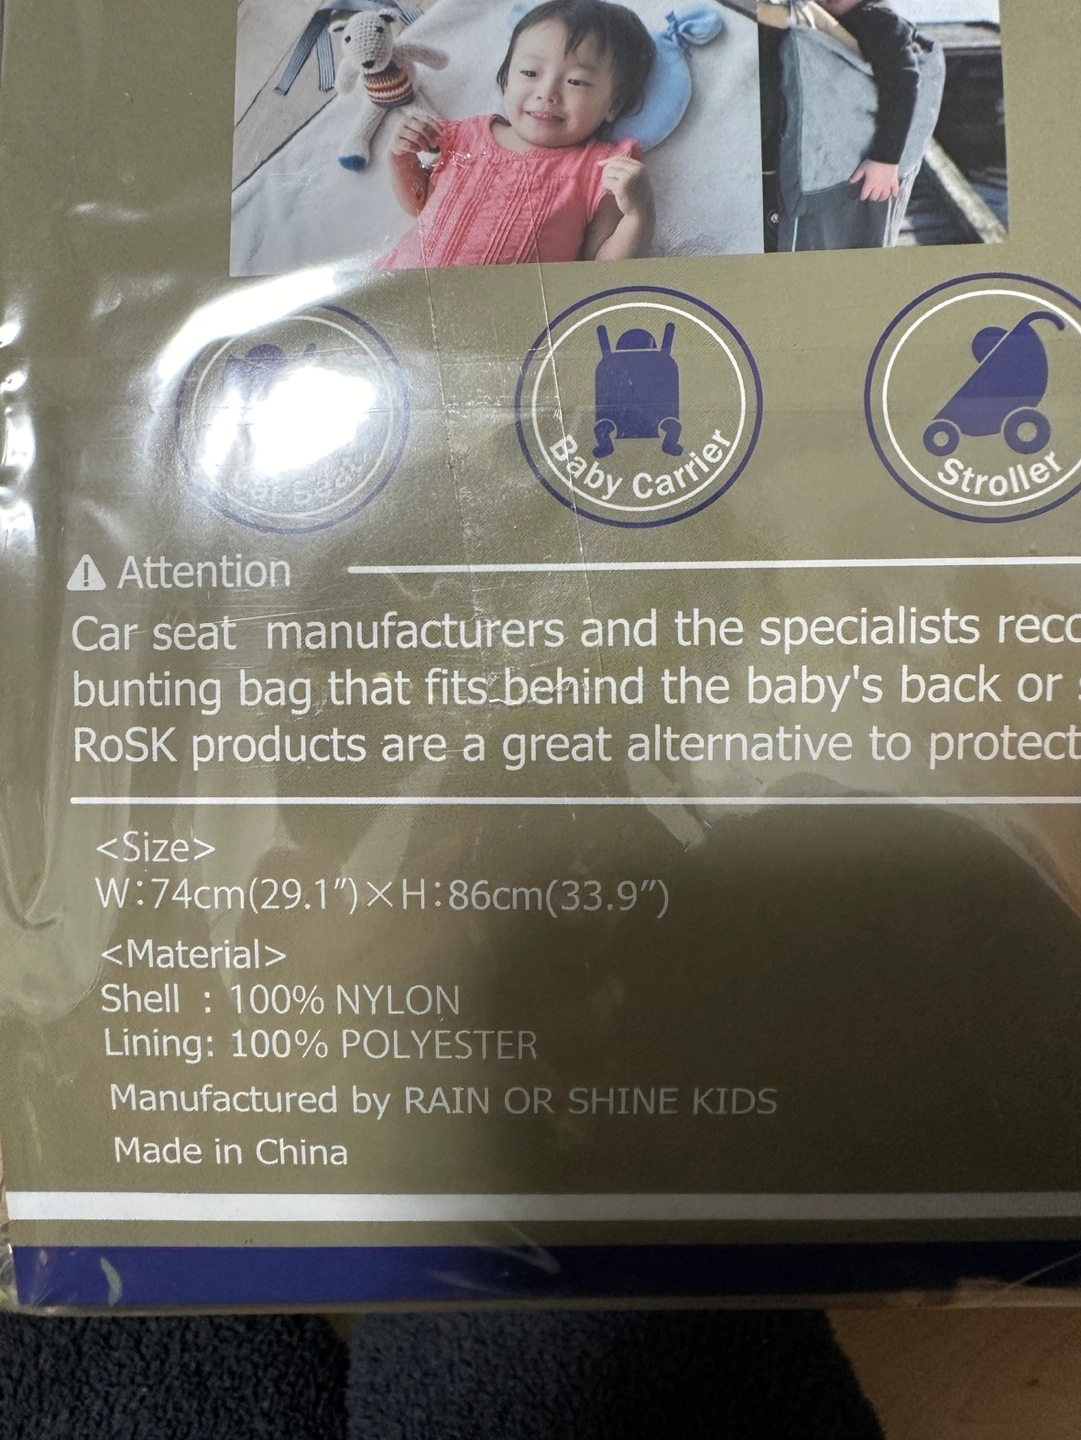 Car Seat
Baby Carrier
Stroller
Attention
Car seat manufacturers and the specialists
bunting bag that fits behind the baby's back or
RoSK products are a great alternative to protect
<Size>
W:74cm(29.1")×H:86cm(33.9")
<Material>
Shell : 100% NYLON
Lining: 100% POLYESTER
Manufactured by RAIN OR SHINE KIDS
Made in China